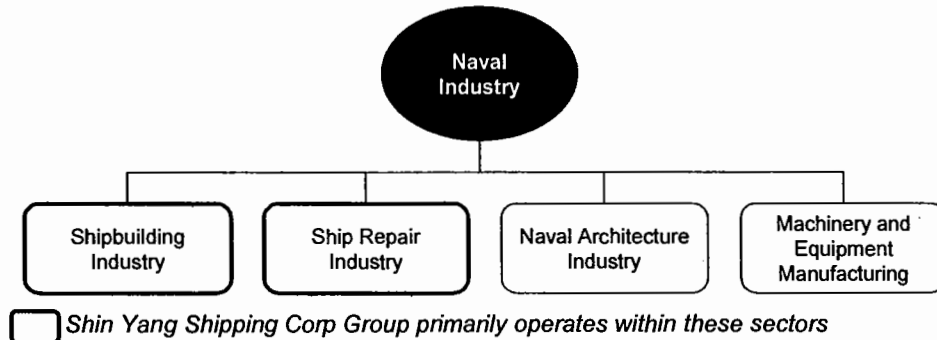 Naval
Industry
Shipbuilding
Industry
Ship Repair
Industry
Naval Architecture
Industry
Machinery and
Equipment
Manufacturing
Shin Yang Shipping Corp Group primarily operates within these sectors